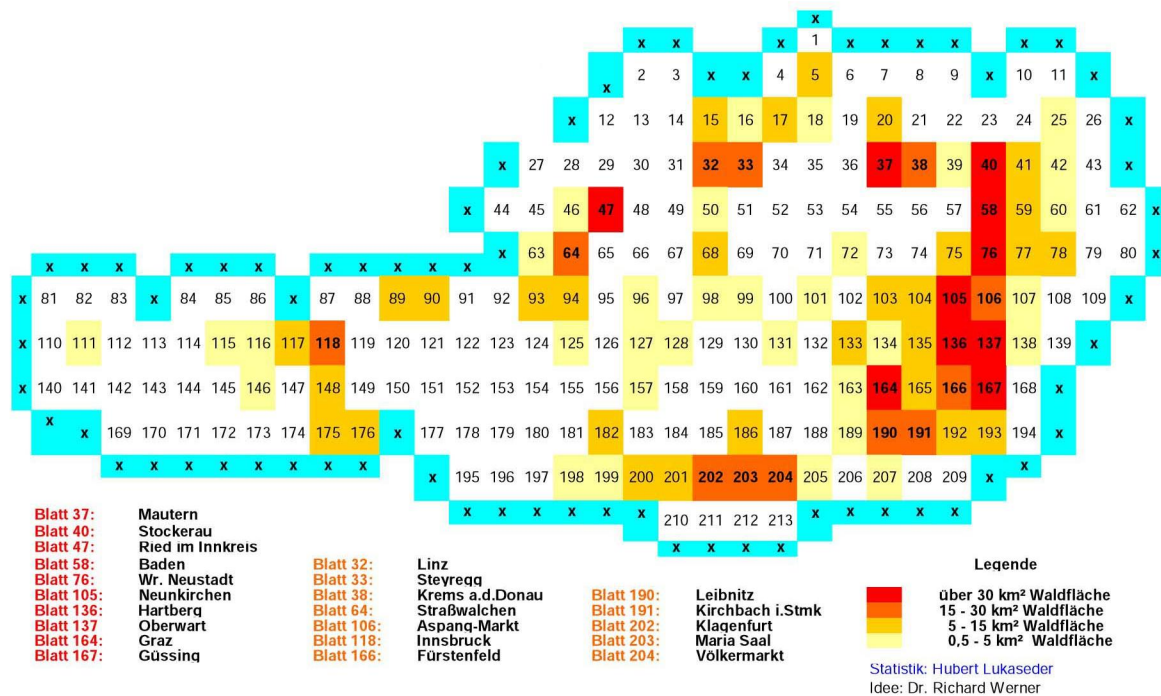 x
x x x 1 x x x x x x
x 2 3 x x 4 5 6 7 8 9 x 10 11 x
x 12 13 14 15 16 17 18 19 20 21 22 23 24 25 26 x
x 27 28 29 30 31 32 33 34 35 36 37 38 39 40 41 42 43 x
x 44 45 46 47 48 49 50 51 52 53 54 55 56 57 58 59 60 61 62 x
x x x x x x x x x x x x 63 64 65 66 67 68 69 70 71 72 73 74 75 76 77 78 79 80 x
x 81 82 83 x 84 85 86 x 87 88 89 90 91 92 93 94 95 96 97 98 99 100 101 102 103 104 105 106 107 108 109 x
x 110 111 112 113 114 115 116 117 118 119 120 121 122 123 124 125 126 127 128 129 130 131 132 133 134 135 136 137 138 139 x
x 140 141 142 143 144 145 146 147 148 149 150 151 152 153 154 155 156 157 158 159 160 161 162 163 164 165 166 167 168 x
x x 169 170 171 172 173 174 175 176 x 177 178 179 180 181 182 183 184 185 186 187 188 189 190 191 192 193 194 x
x x x x x x x x x 195 196 197 198 199 200 201 202 203 204 205 206 207 208 209 x x
x x x x x x 210 211 212 213 x x x x x
x x x x
Blatt 37: Mautern
Blatt 40: Stockerau
Blatt 47: Ried im Innkreis
Blatt 58: Baden
Blatt 76: Wr. Neustadt
Blatt 105: Neunkirchen
Blatt 136: Hartberg
Blatt 137 Oberwart
Blatt 164: Graz
Blatt 167: Güssing
Blatt 32: Linz
Blatt 33: Steyregg
Blatt 38: Krems a.d.Donau
Blatt 64: Straßwalchen
Blatt 106: Aspang-Markt
Blatt 118: Innsbruck
Blatt 166: Fürstenfeld
Blatt 190: Leibnitz
Blatt 191: Kirchbach i.Stmk
Blatt 202: Klagenfurt
Blatt 203: Maria Saal
Blatt 204: Völkermarkt
Legende
über 30 km² Waldfläche
15 - 30 km² Waldfläche
5 - 15 km² Waldfläche
0,5 - 5 km² Waldfläche
Statistik: Hubert Lukaseder
Idee: Dr. Richard Werner